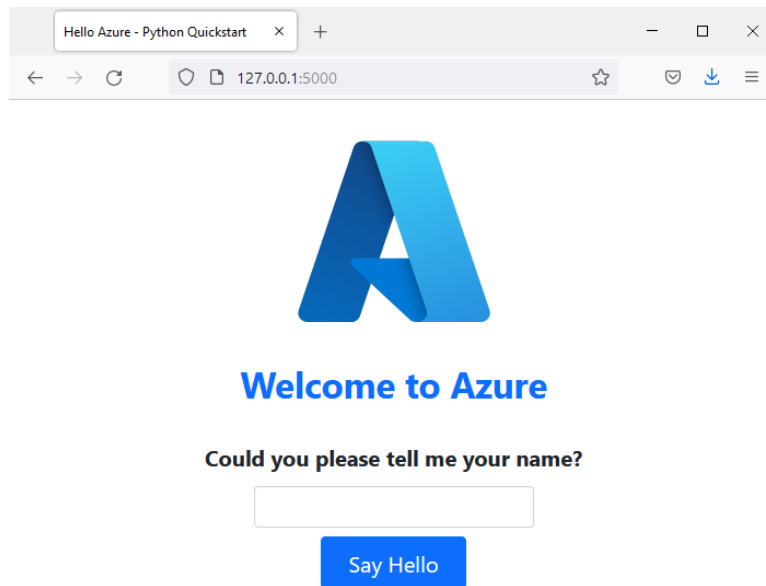 Hello Azure - Python Quickstart
127.0.0.1:5000
Welcome to Azure
Could you please tell me your name?
Say Hello